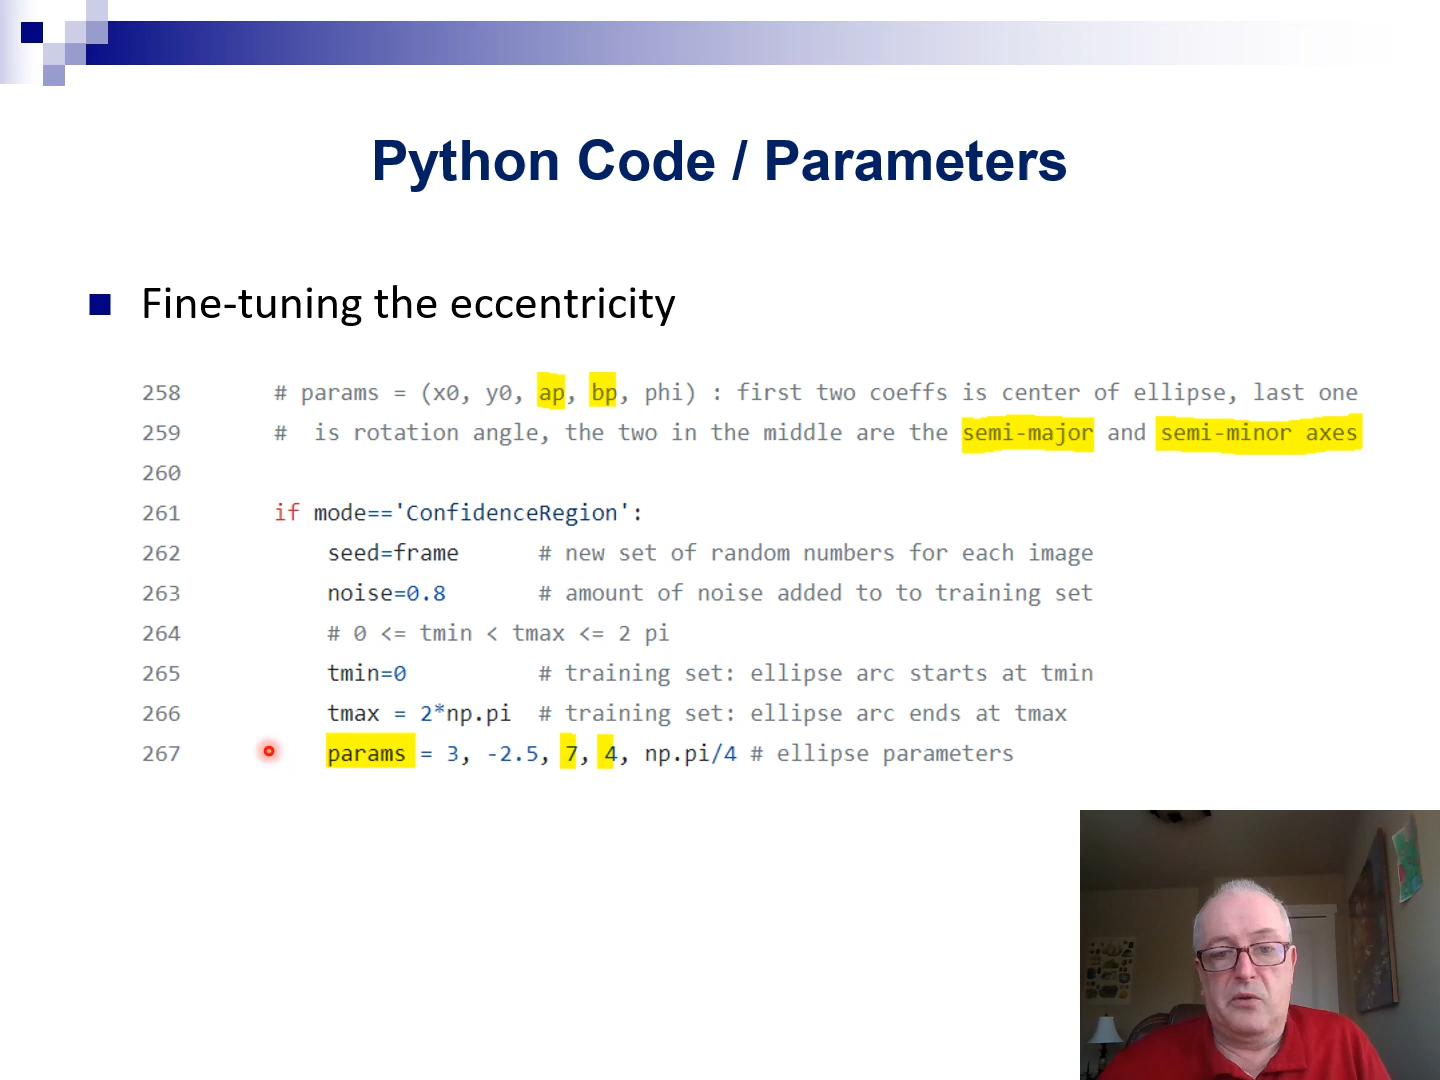 Python Code / Parameters
Fine-tuning the eccentricity
258 # params = (x0, y0, ap, bp, phi) : first two coeffs is center of ellipse, last one
259 #  is rotation angle, the two in the middle are the semi-major and semi-minor axes
260
261 if mode=='ConfidenceRegion':
262 seed=frame # new set of random numbers for each image
263 noise=0.8 # amount of noise added to to training set
264 # 0 <= tmin < tmax <= 2 pi
265 tmin=0 # training set: ellipse arc starts at tmin
266 tmax = 2*np.pi # training set: ellipse arc ends at tmax
267 params = 3, -2.5, 7, 4, np.pi/4 # ellipse parameters